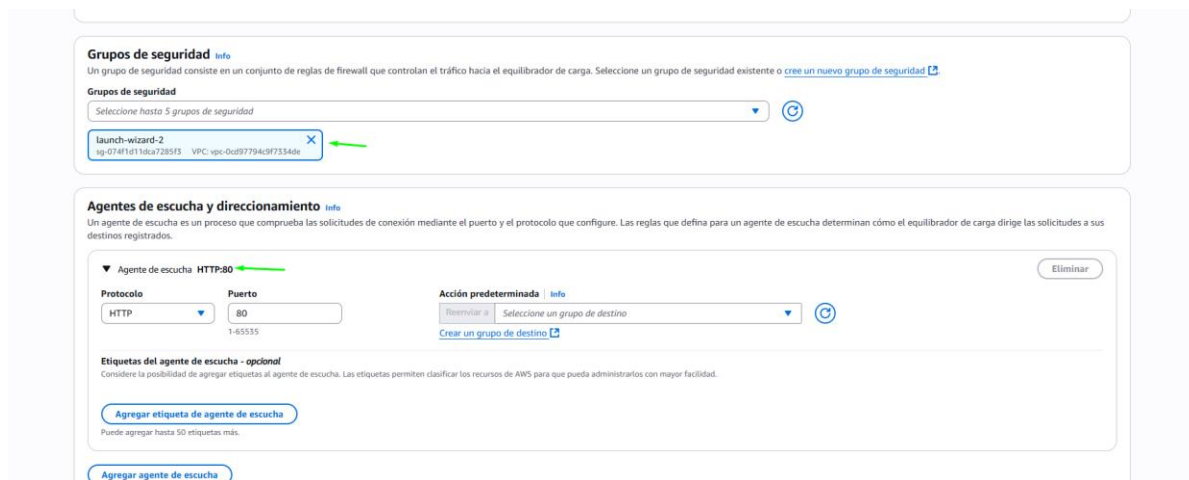 Grupos de seguridad Info
Un grupo de seguridad consiste en un conjunto de reglas de firewall que controlan el tráfico hacia el equilibrador de carga. Seleccione un grupo de seguridad existente o cree un nuevo grupo de seguridad.
Grupos de seguridad
Seleccione hasta 5 grupos de seguridad
launch-wizard-2
sg-074f1d11dca7285f3 VPC: vpc-0cd97794c9f7334de
Agentes de escucha y direccionamiento Info
Un agente de escucha es un proceso que comprueba las solicitudes de conexión mediante el puerto y el protocolo que configure. Las reglas que defina para un agente de escucha determinan cómo el equilibrador de carga dirige las solicitudes a sus
destinos registrados.
Agente de escucha HTTP:80
Eliminar
Protocolo Puerto Acción predeterminada Info
HTTP 80 Reenviar a Seleccione un grupo de destino
1-65535 Crear un grupo de destino
Etiquetas del agente de escucha - opcional
Considere la posibilidad de agregar etiquetas al agente de escucha. Las etiquetas permiten clasificar los recursos de AWS para que pueda administrarlos con mayor facilidad.
Agregar etiqueta de agente de escucha
Puede agregar hasta 50 etiquetas más.
Agregar agente de escucha